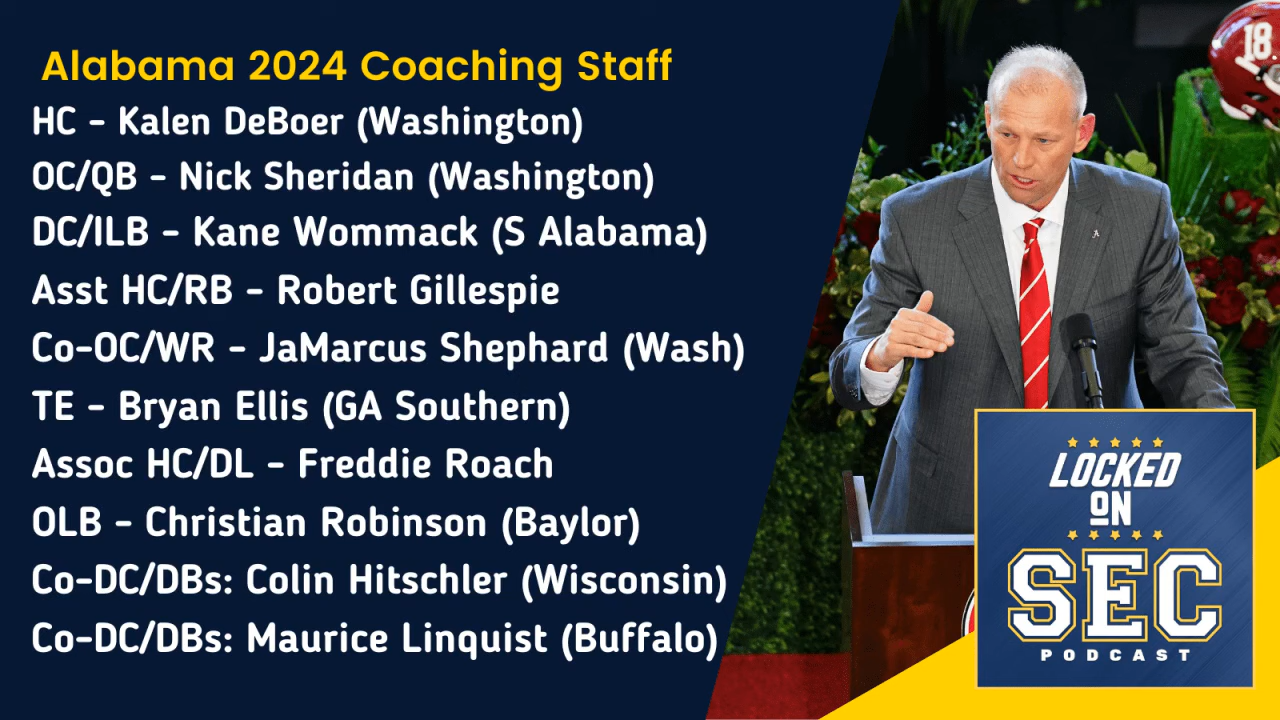 Alabama 2024 Coaching Staff
HC - Kalen DeBoer (Washington)
OC/QB - Nick Sheridan (Washington)
DC/ILB - Kane Wommack (S Alabama)
Asst HC/RB - Robert Gillespie
Co-OC/WR - JaMarcus Shephard (Wash)
TE - Bryan Ellis (GA Southern)
Assoc HC/DL - Freddie Roach
OLB - Christian Robinson (Baylor)
Co-DC/DBs: Colin Hitschler (Wisconsin)
Co-DC/DBs: Maurice Linquist (Buffalo)
18
A
LOCKED
ON
SEC
PODCAST